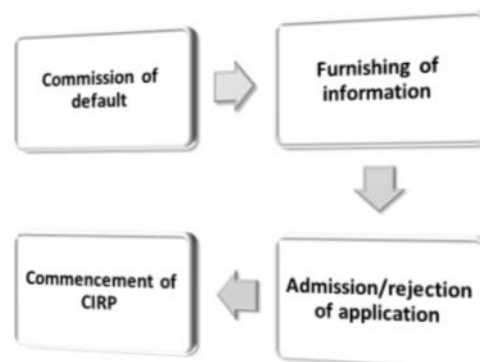 Commission of
default
Furnishing of
information
Admission/rejection
of application
Commencement of
CIRP